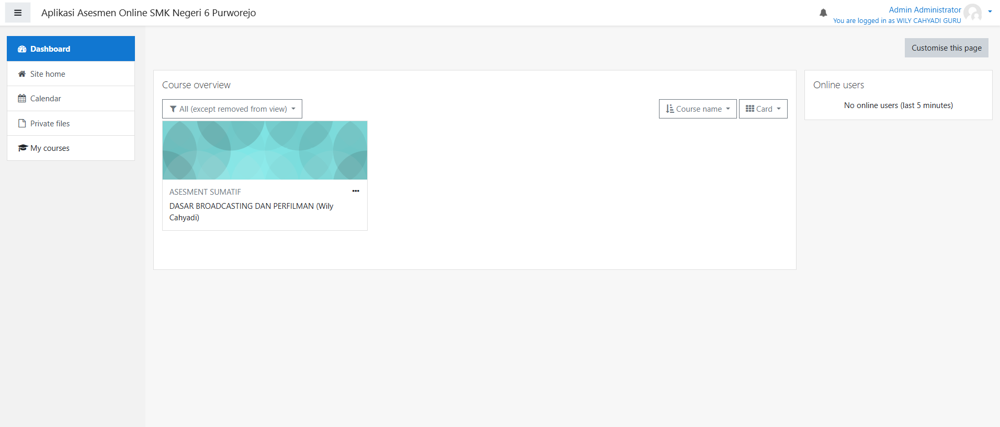 Aplikasi Asesmen Online SMK Negeri 6 Purworejo
Admin Administrator
You are logged in as WILY CAHYADI GURU
Dashboard
Site home
Calendar
Private files
My courses
Customise this page
Course overview
All (except removed from view)
Course name
Card
ASESMENT SUMATIF
DASAR BROADCASTING DAN PERFILMAN (Wily
Cahyadi)
Online users
No online users (last 5 minutes)